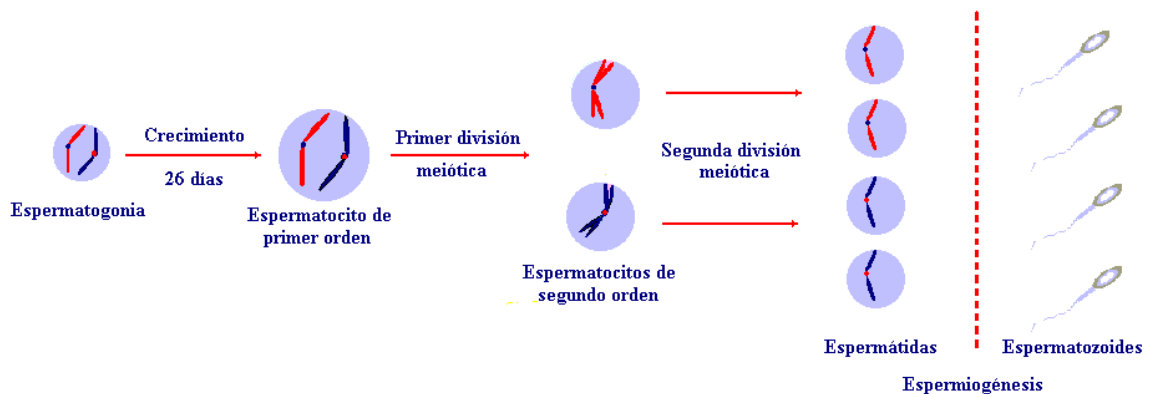 Crecimiento
26 días
Espermatogonia
Espermatocito de
primer orden
Primer división
meiótica
Espermatocitos de
segundo orden
Segunda división
meiótica
Espermátidas
Espermatozoides
Espermiogénesis